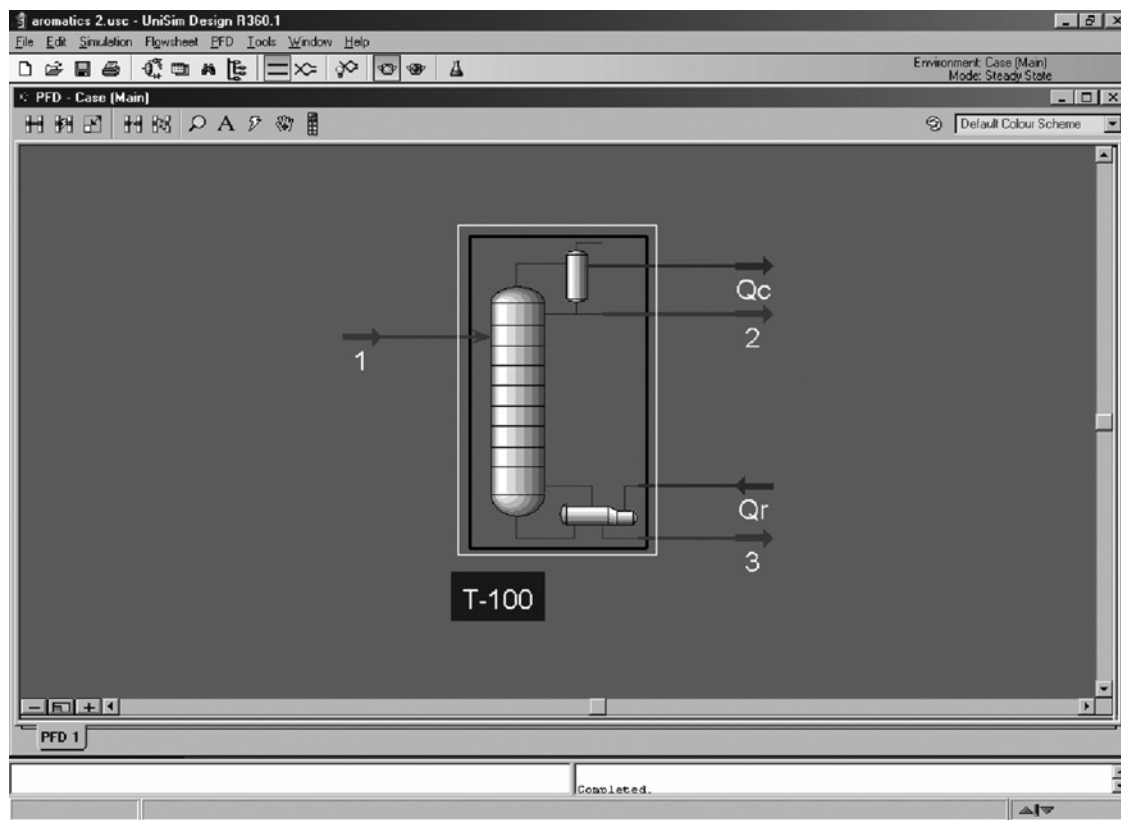 aromatics 2.usc - UniSim Design R360.1
File Edit Simulation Flowsheet PFD Tools Window Help
Environment: Case (Main)
Mode: Steady State
PFD - Case (Main)
A
Default Colour Scheme
Qc
2
1
Qr
3
T-100
PFD 1
Completed.